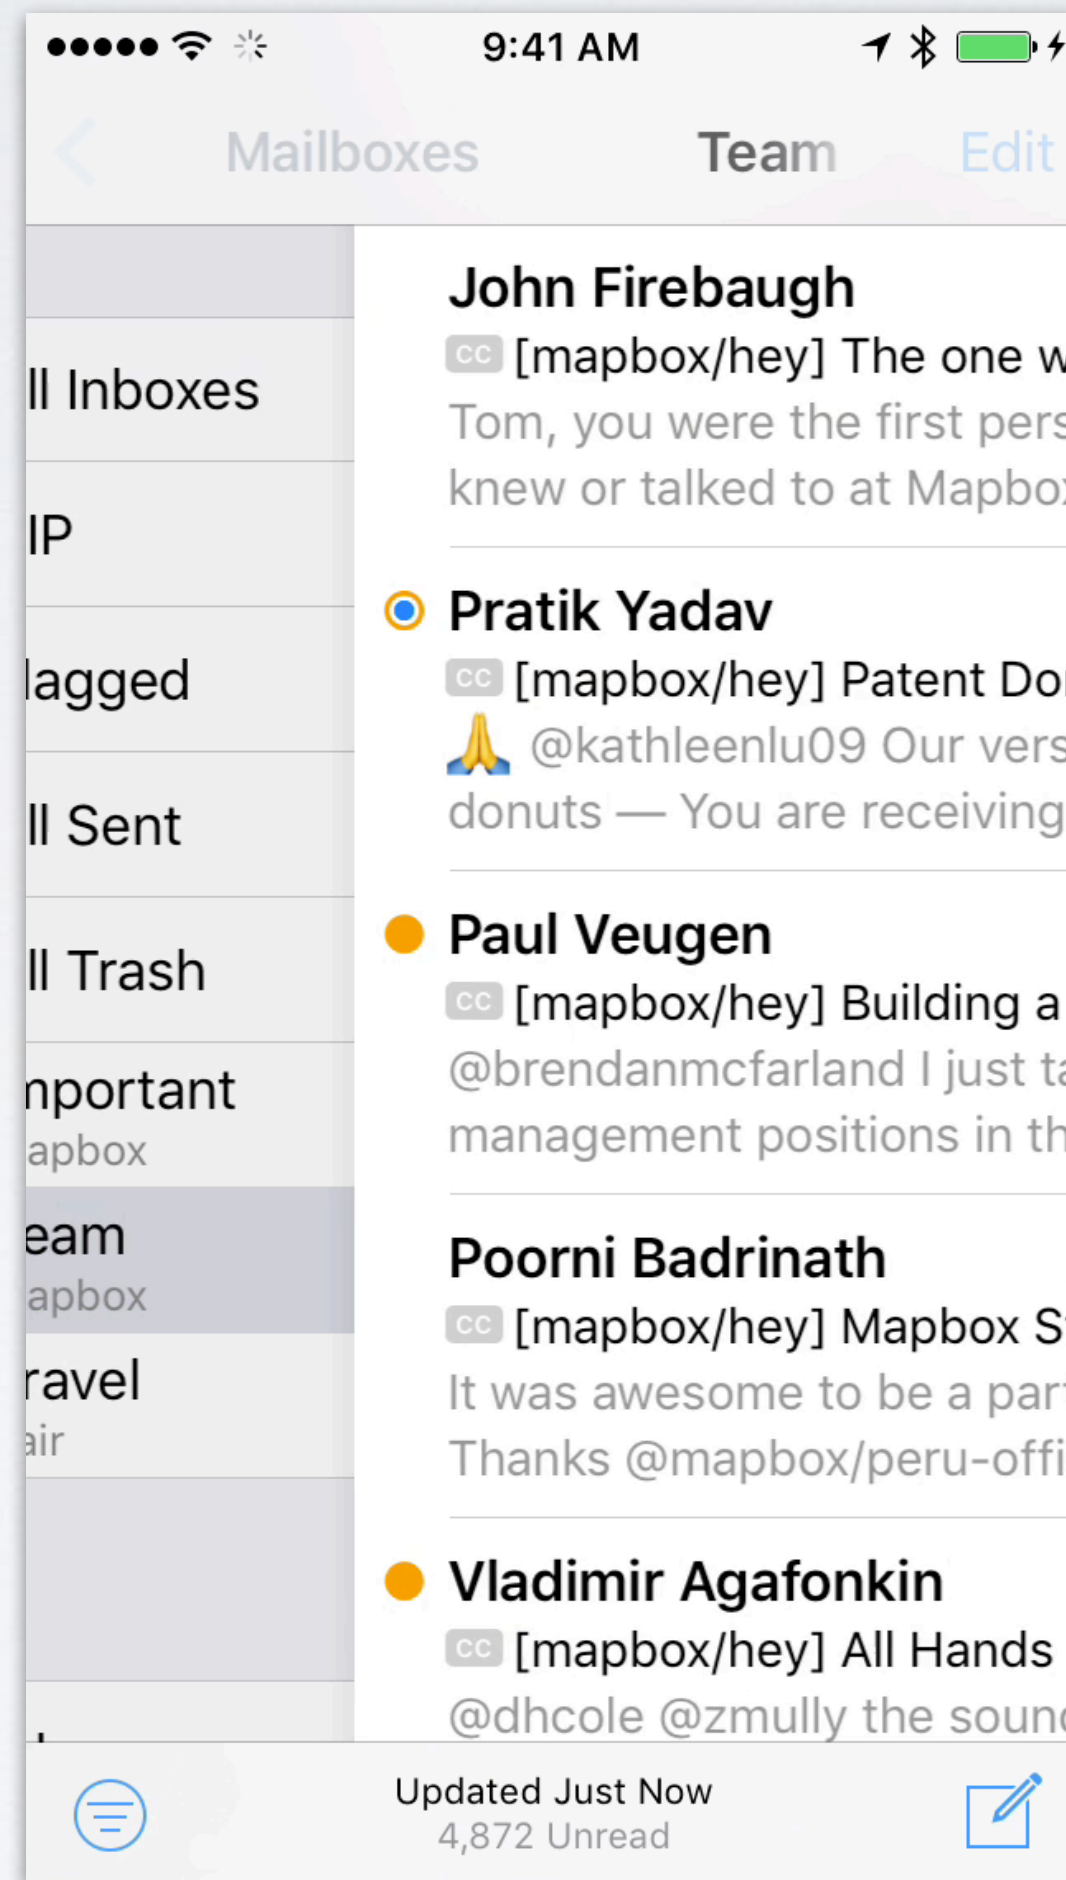 9:41 AM
Mailboxes Team Edit
ll Inboxes
IP
lagged
ll Sent
ll Trash
mportant
apbox
eam
apbox
ravel
air
John Firebaugh
cc [mapbox/hey] The one w
Tom, you were the first pers
knew or talked to at Mapbox
Pratik Yadav
cc [mapbox/hey] Patent Do
🙏 @kathleenlu09 Our vers
donuts — You are receiving
Paul Veugen
cc [mapbox/hey] Building a
@brendanmcfarland I just ta
management positions in th
Poorni Badrinath
cc [mapbox/hey] Mapbox S
It was awesome to be a par
Thanks @mapbox/peru-offi
Vladimir Agafonkin
cc [mapbox/hey] All Hands
@dhcole @zmully the soun
Updated Just Now
4,872 Unread